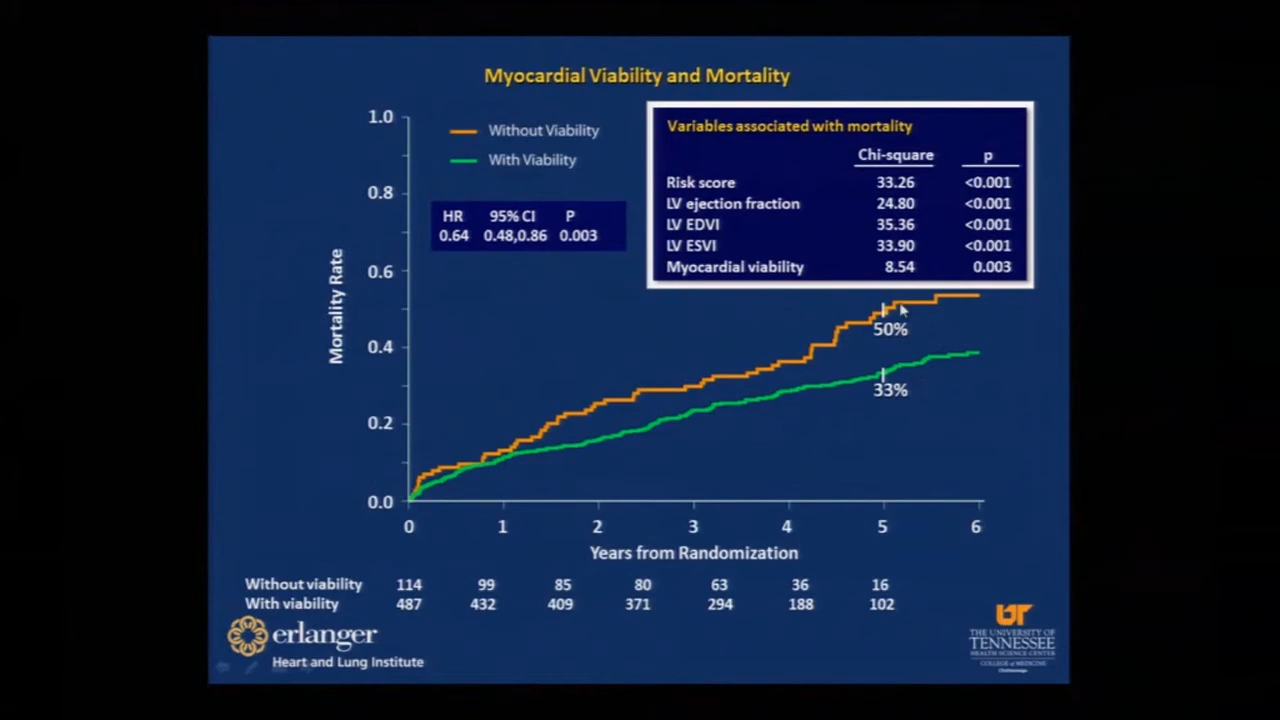 Myocardial Viability and Mortality
1.0
0.8
0.6
0.4
0.2
0.0
Mortality Rate
Without Viability
With Viability
HR 95% CI P
0.64 0.48,0.86 0.003
Variables associated with mortality
Chi-square p
Risk score 33.26 <0.001
LV ejection fraction 24.80 <0.001
LV EDVI 35.36 <0.001
LV ESVI 33.90 <0.001
Myocardial viability 8.54 0.003
50%
33%
0 1 2 3 4 5 6
Years from Randomization
Without viability 114 99 85 80 63 36 16
With viability 487 432 409 371 294 188 102
erlanger
Heart and Lung Institute
UT
THE UNIVERSITY OF
TENNESSEE
HEALTH SCIENCE CENTER
COLLEGE of MEDICINE
Chattanooga